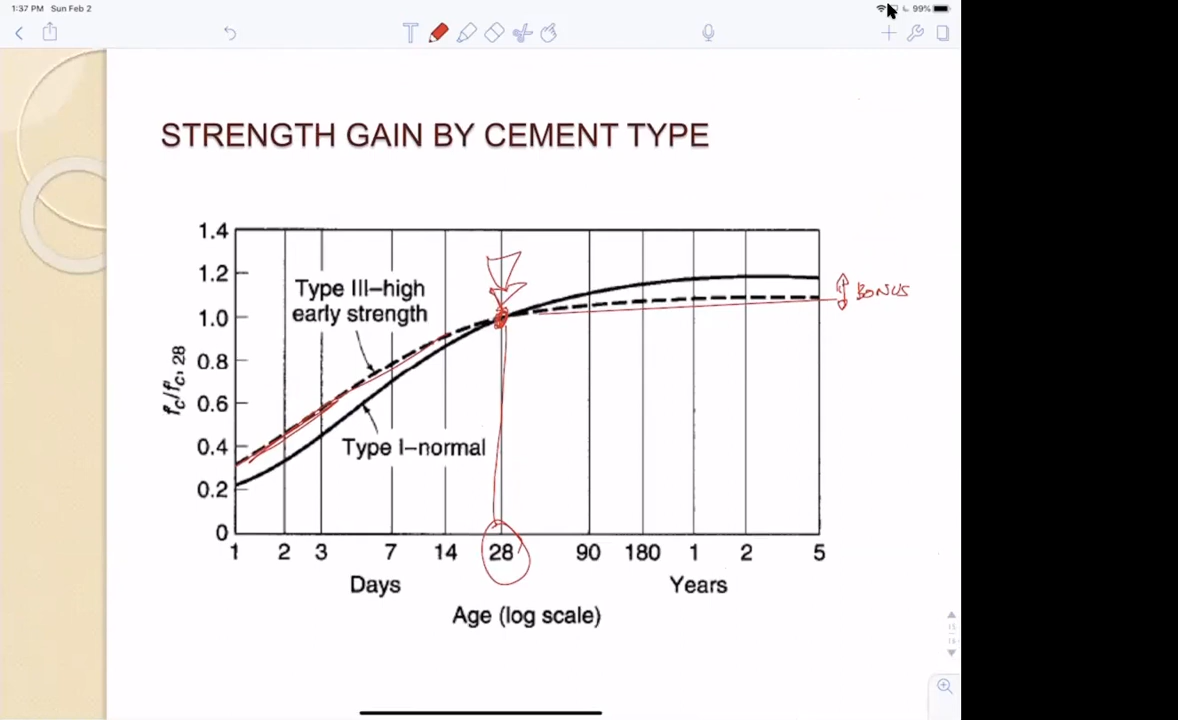 1:37 PM Sun Feb 2
99%
STRENGTH GAIN BY CEMENT TYPE
1.4
1.2
1.0
0.8
0.6
0.4
0.2
0
f'c/f'c, 28
Type III–high
early strength
Type I–normal
BONUS
1 2 3 7 14 28 90 180 1 2 5
Days Years
Age (log scale)